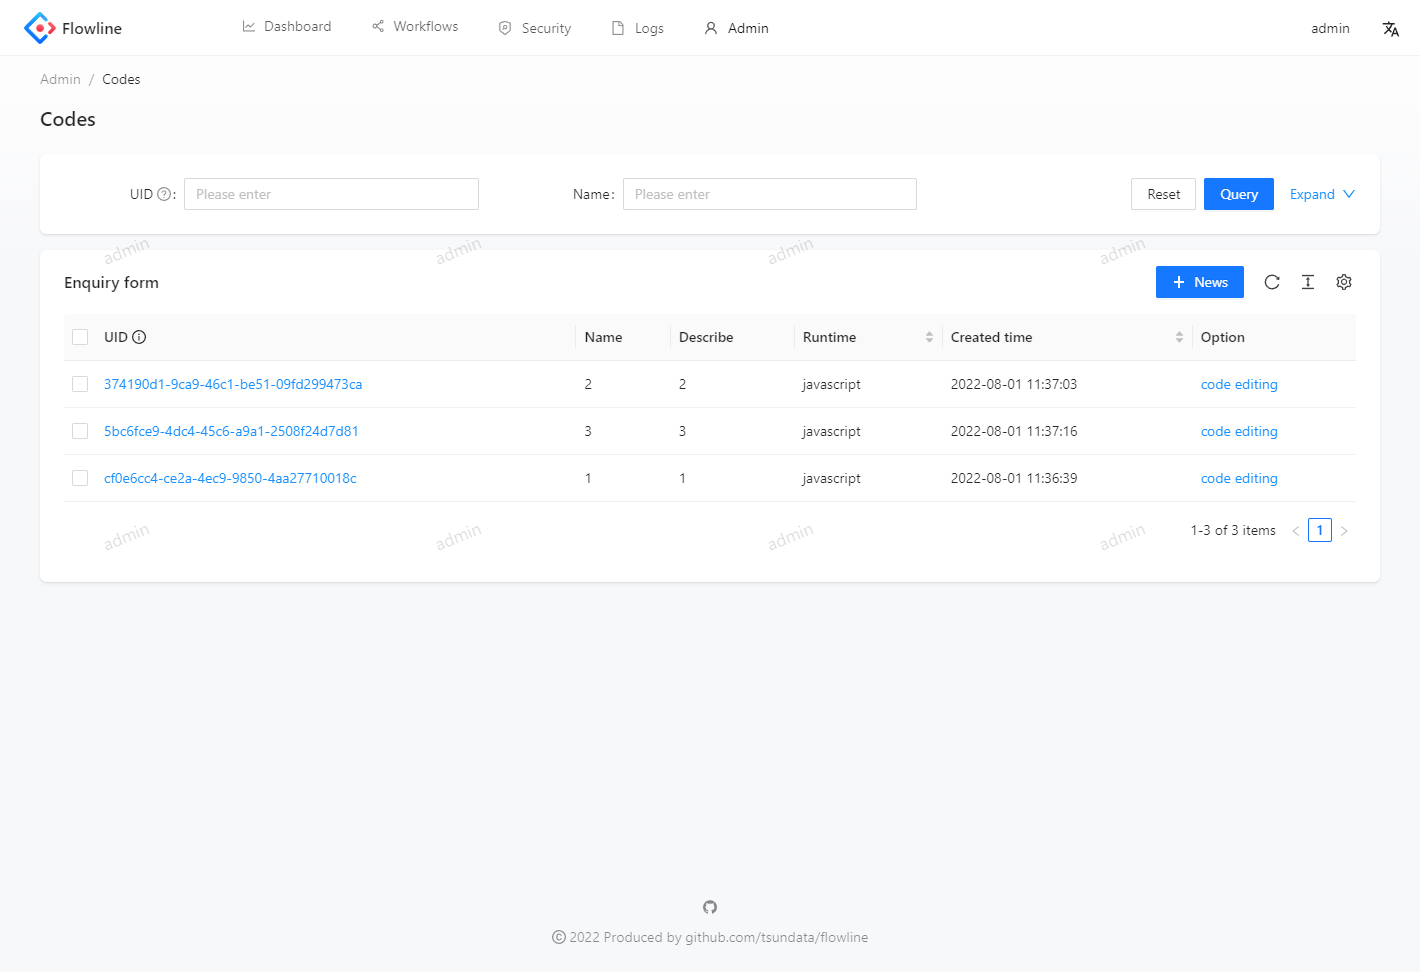 Flowline Dashboard Workflows Security Logs Admin admin
Admin / Codes
Codes
UID : Please enter Name : Please enter Reset Query Expand
admin admin admin admin
Enquiry form + News
UID Name Describe Runtime Created time Option
374190d1-9ca9-46c1-be51-09fd299473ca 2 2 javascript 2022-08-01 11:37:03 code editing
5bc6fce9-4dc4-45c6-a9a1-2508f24d7d81 3 3 javascript 2022-08-01 11:37:16 code editing
cf0e6cc4-ce2a-4ec9-9850-4aa27710018c 1 1 javascript 2022-08-01 11:36:39 code editing
admin admin admin admin
1-3 of 3 items < 1 >
© 2022 Produced by github.com/tsundata/flowline